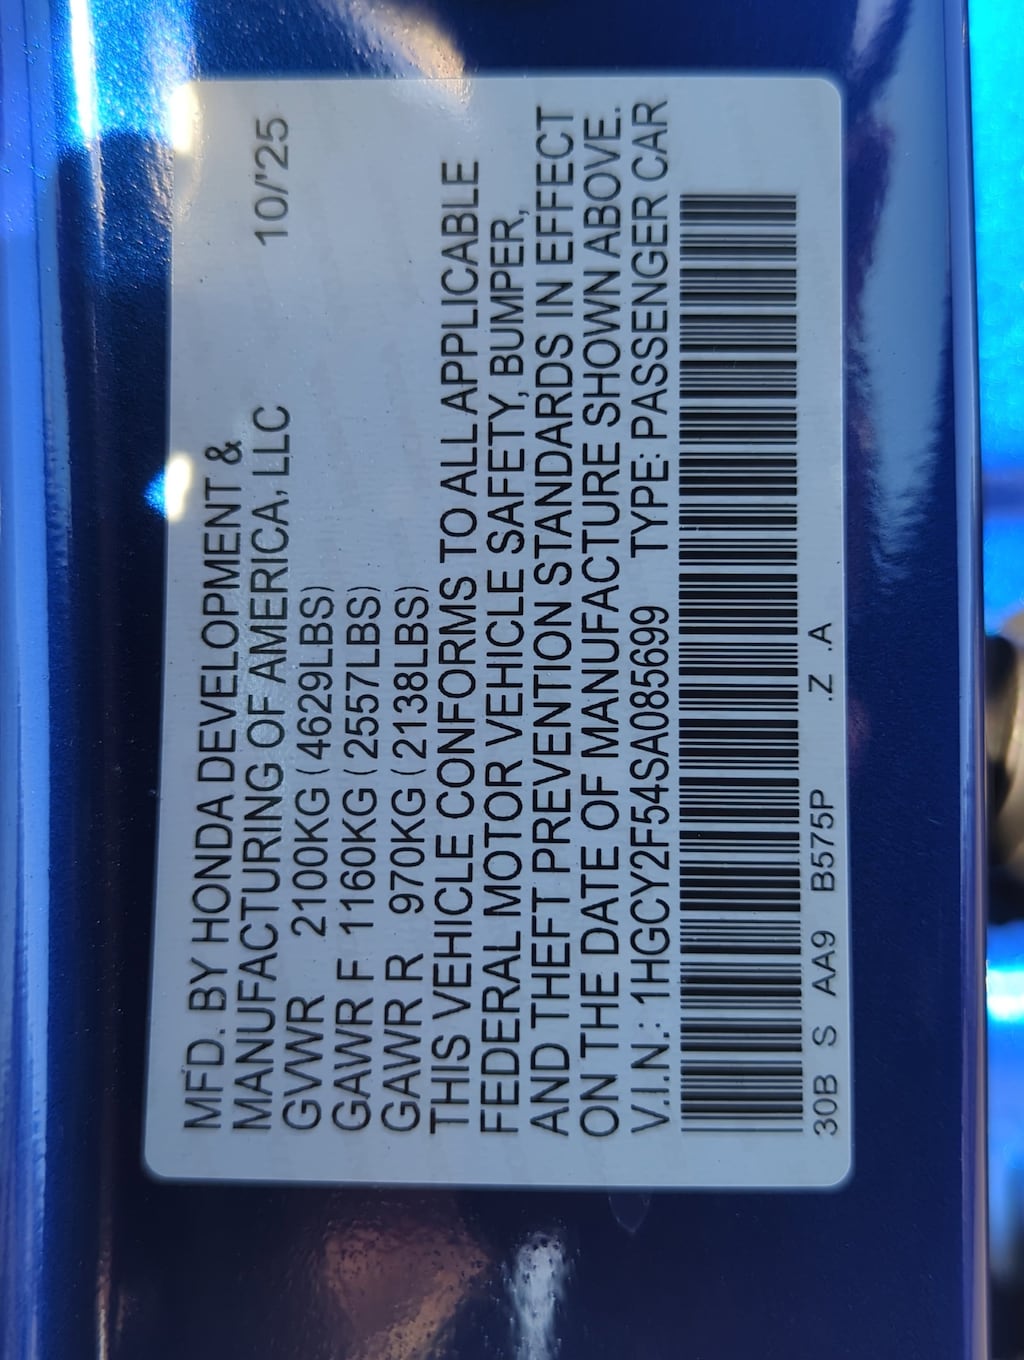 MFD. BY HONDA DEVELOPMENT &
MANUFACTURING OF AMERICA, LLC 10/'25
GVWR 2100KG (4629LBS)
GAWR F 1160KG (2557LBS)
GAWR R 970KG (2138LBS)
THIS VEHICLE CONFORMS TO ALL APPLICABLE
FEDERAL MOTOR VEHICLE SAFETY, BUMPER,
AND THEFT PREVENTION STANDARDS IN EFFECT
ON THE DATE OF MANUFACTURE SHOWN ABOVE.
V.I.N.: 1HGCY2F54SA085699 TYPE: PASSENGER CAR
30B S AA9 B575P .Z .A